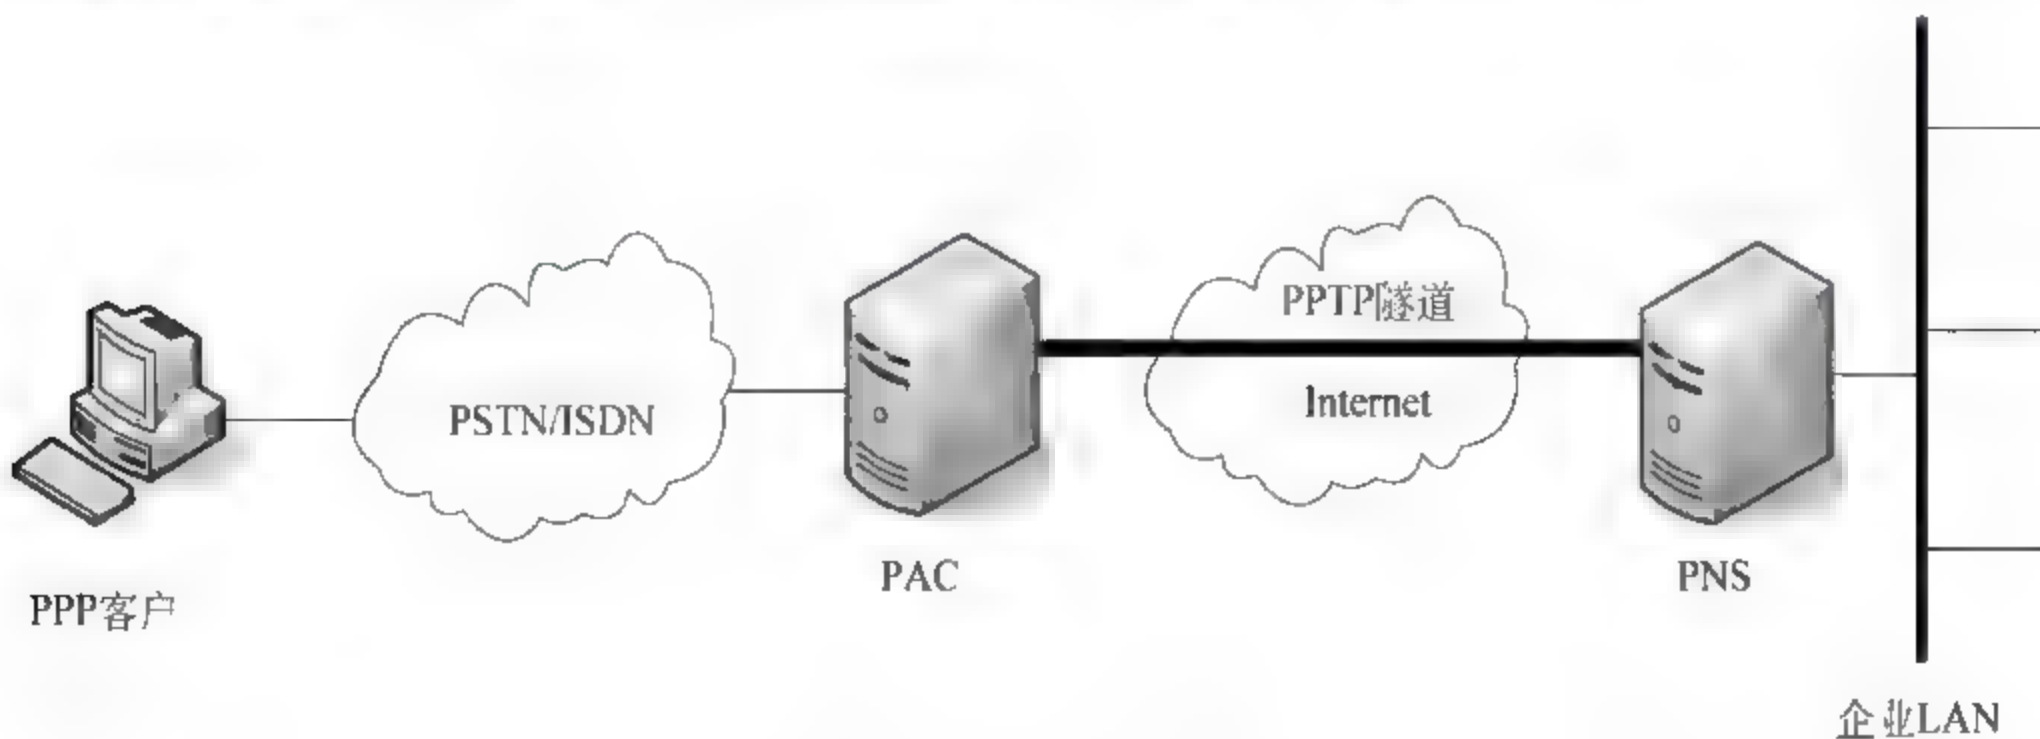 PPTP隧道
PSTN/ISDN
Internet
PAC
PNS
PPP客户
企业LAN